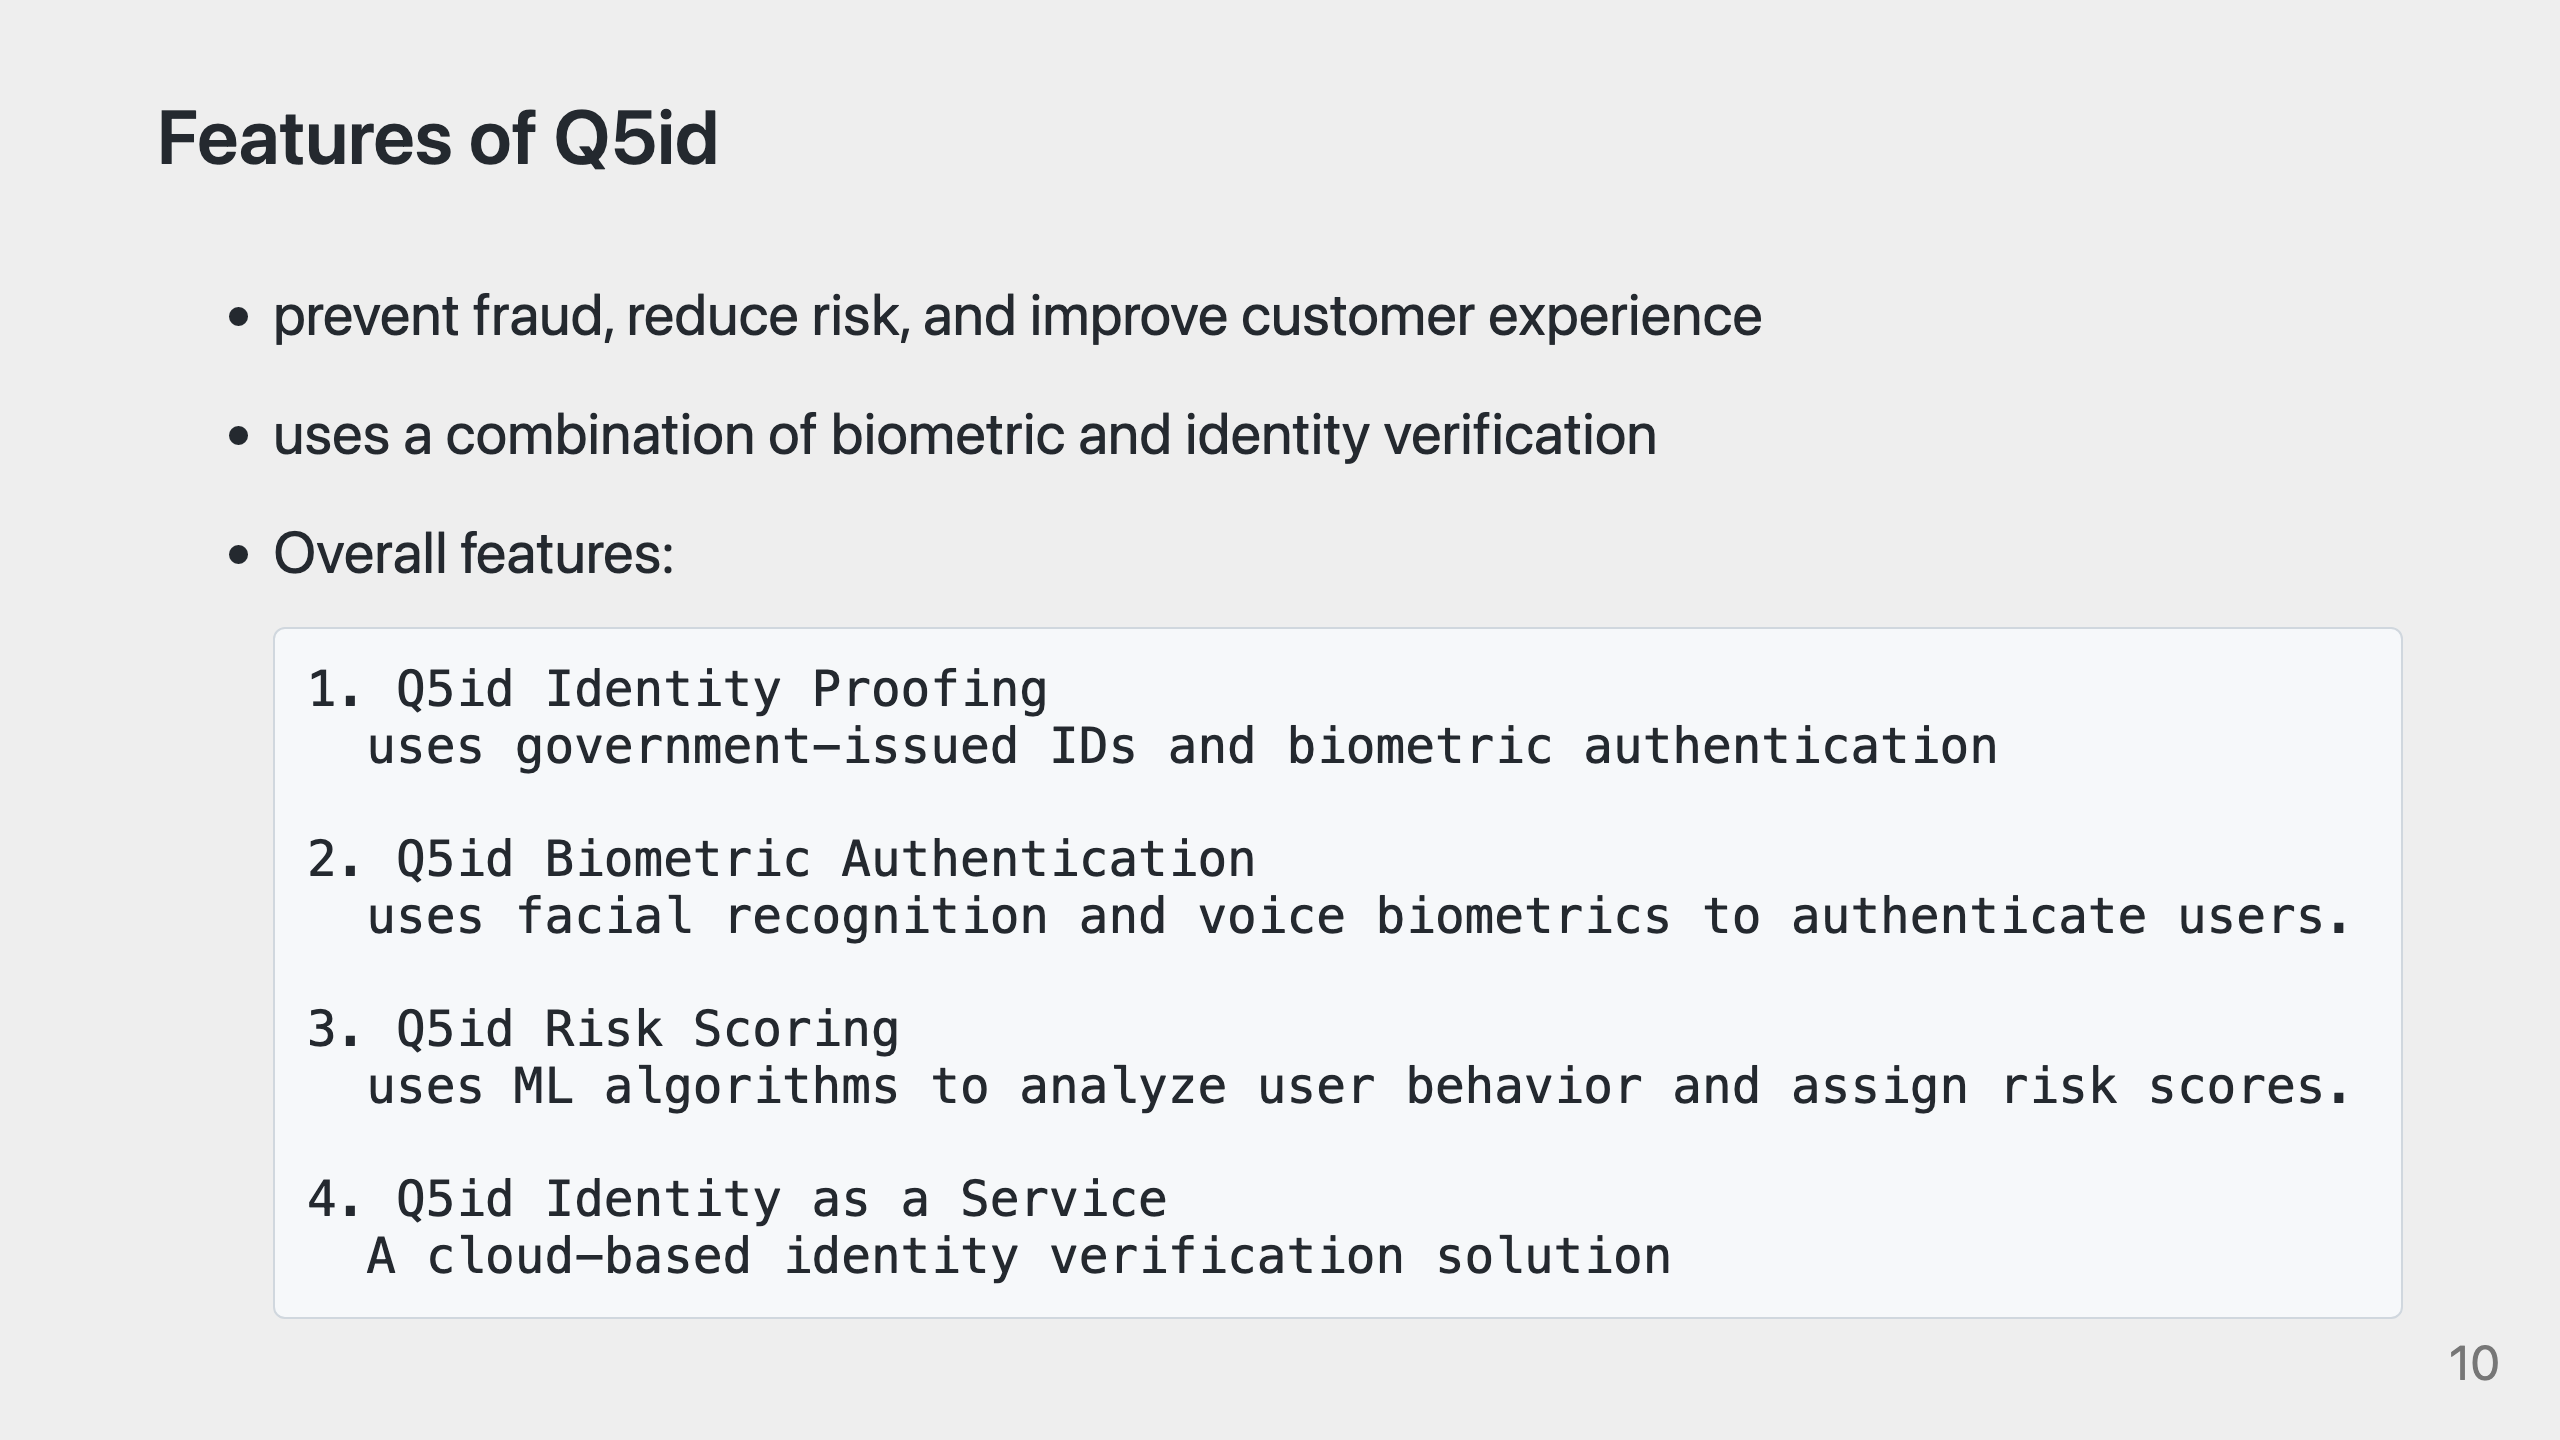 Features of Q5id
• prevent fraud, reduce risk, and improve customer experience
• uses a combination of biometric and identity verification
• Overall features:
1. Q5id Identity Proofing
uses government-issued IDs and biometric authentication
2. Q5id Biometric Authentication
uses facial recognition and voice biometrics to authenticate users.
3. Q5id Risk Scoring
uses ML algorithms to analyze user behavior and assign risk scores.
4. Q5id Identity as a Service
A cloud-based identity verification solution
10